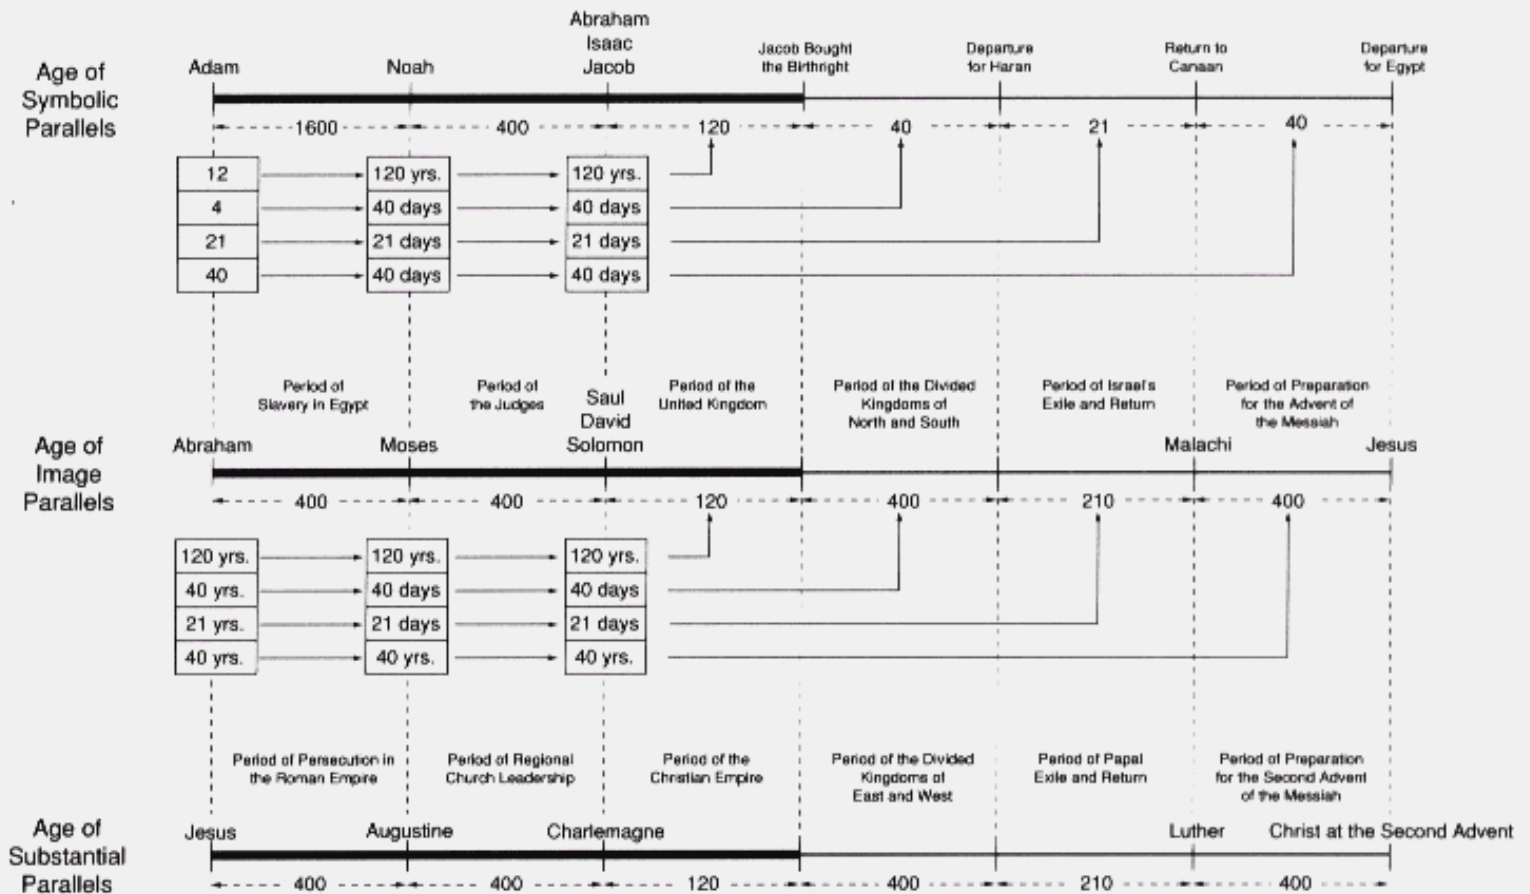 Abraham
Isaac
Jacob
Adam
Noah
Jacob Bought
the Birthright
Departure
for Haran
Return to
Canaan
Departure
for Egypt
Age of
Symbolic
Parallels
1600 400 120 40 21 40
12 120 yrs. 120 yrs.
4 40 days 40 days
21 21 days 21 days
40 40 days 40 days
Period of
Slavery in Egypt
Period of
the Judges
Saul
David
Solomon
Period of the
United Kingdom
Period of the Divided
Kingdoms of
North and South
Period of Israel's
Exile and Return
Period of Preparation
for the Advent of
the Messiah
Age of
Image
Parallels
Abraham
Moses
Malachi
Jesus
400 400 120 400 210 400
120 yrs. 120 yrs. 120 yrs.
40 yrs. 40 days 40 days
21 yrs. 21 days 21 days
40 yrs. 40 yrs. 40 yrs.
Period of Persecution in
the Roman Empire
Period of Regional
Church Leadership
Period of the
Christian Empire
Period of the Divided
Kingdoms of
East and West
Period of Papal
Exile and Return
Period of Preparation
for the Second Advent
of the Messiah
Age of
Substantial
Parallels
Jesus
Augustine
Charlemagne
Luther
Christ at the Second Advent
400 400 120 400 210 400